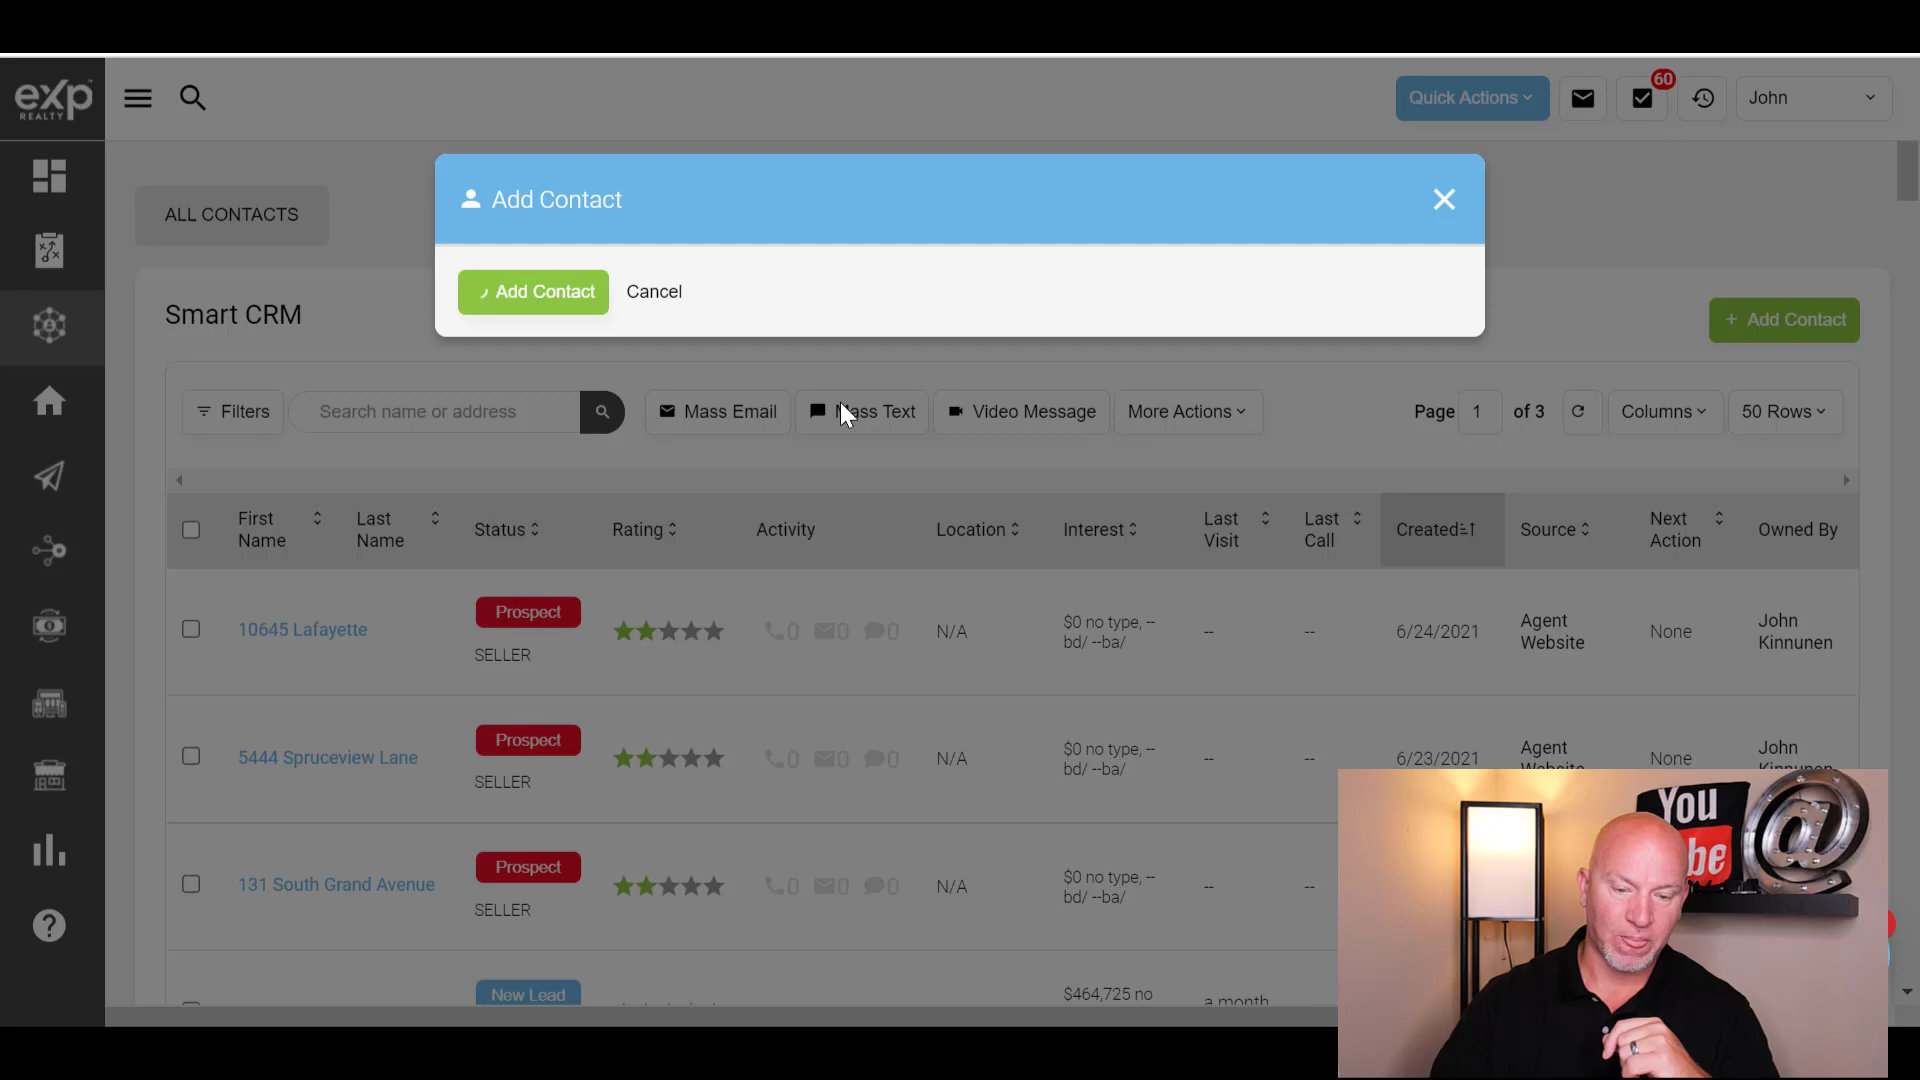 eXp
REALTY
Quick Actions
60
John
Add Contact
ALL CONTACTS
Add Contact
Cancel
Smart CRM
+ Add Contact
Filters
Search name or address
Mass Email
Mass Text
Video Message
More Actions
Page 1 of 3
Columns
50 Rows
First Name
Last Name
Status
Rating
Activity
Location
Interest
Last Visit
Last Call
Created
Source
Next Action
Owned By
10645 Lafayette
Prospect
SELLER
0 0 0
N/A
$0 no type, --
bd/ --ba/
--
--
6/24/2021
Agent
Website
None
John
Kinnunen
5444 Spruceview Lane
Prospect
SELLER
0 0 0
N/A
$0 no type, --
bd/ --ba/
--
--
6/23/2021
Agent
Website
None
John
Kinnunen
131 South Grand Avenue
Prospect
SELLER
0 0 0
N/A
$0 no type, --
bd/ --ba/
--
--
New Lead
$464,725 no
a month
You
be
@